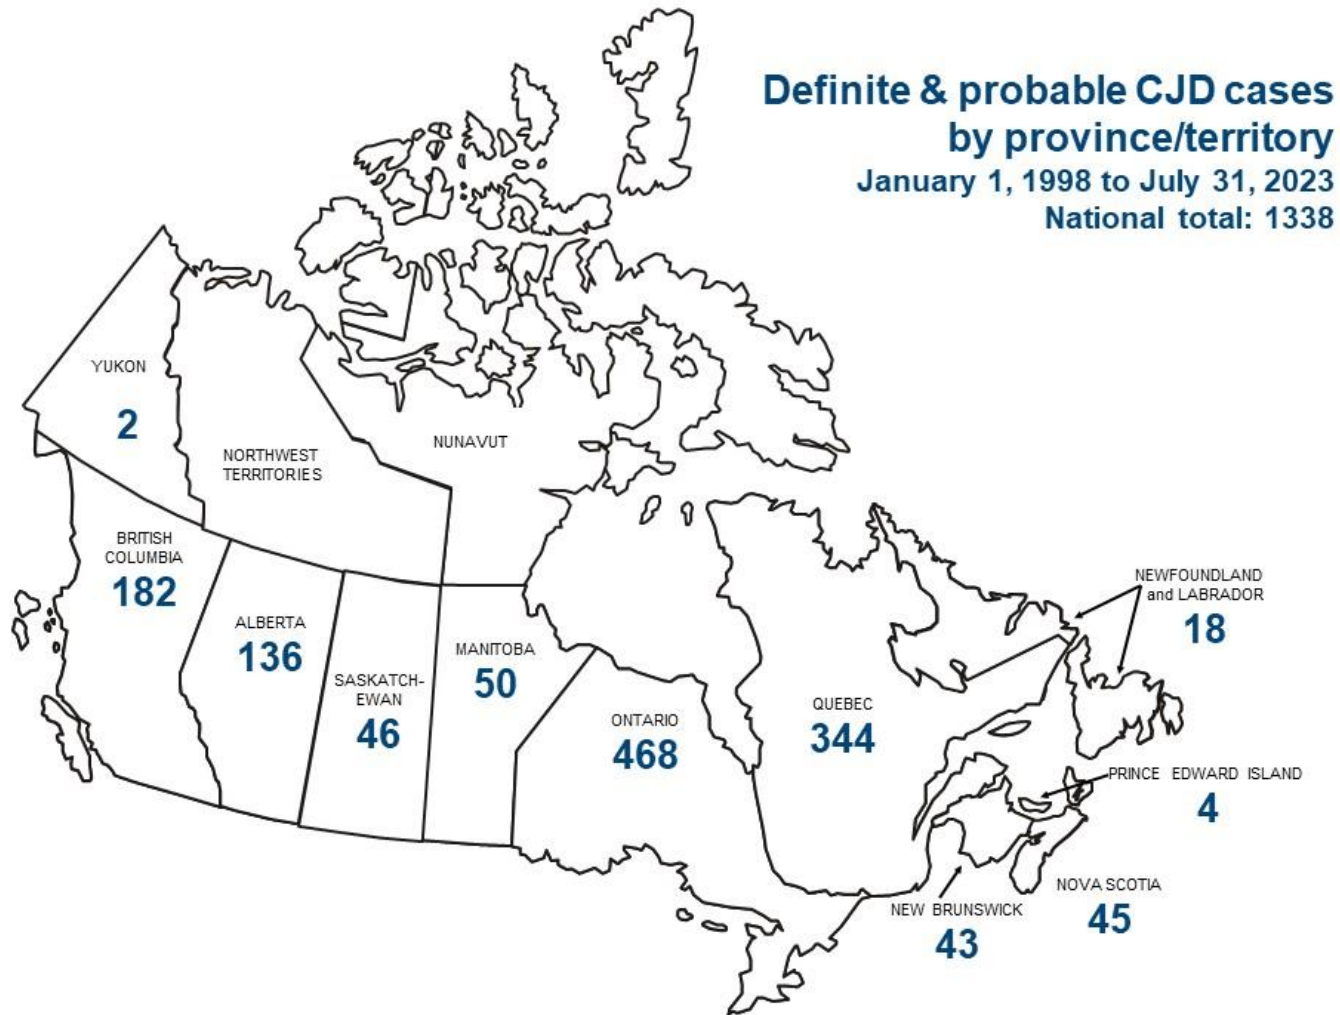 Definite & probable CJD cases
by province/territory
January 1, 1998 to July 31, 2023
National total: 1338
YUKON
2
NORTHWEST
TERRITORIES
NUNAVUT
BRITISH
COLUMBIA
182
ALBERTA
136
SASKATCH-
EWAN
46
MANITOBA
50
ONTARIO
468
QUEBEC
344
NEWFOUNDLAND
and LABRADOR
18
PRINCE EDWARD ISLAND
4
NOVA SCOTIA
45
NEW BRUNSWICK
43